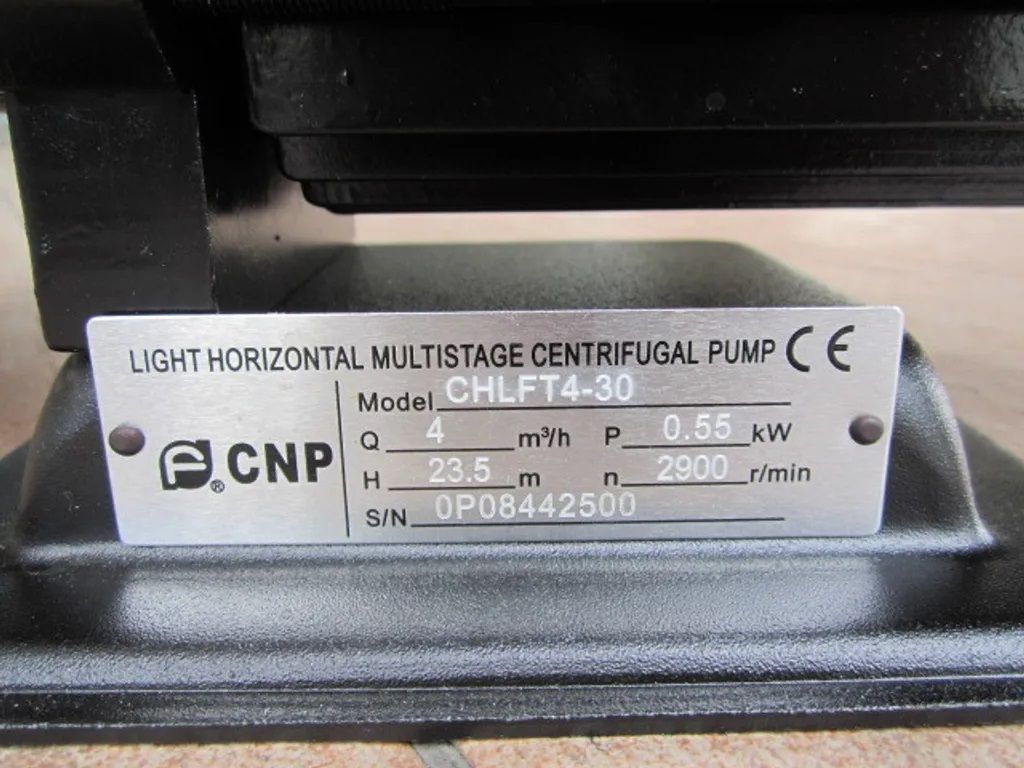 LIGHT HORIZONTAL MULTISTAGE CENTRIFUGAL PUMP CE
Model CHLFT4-30
Q 4 m³/h P 0.55 kW
®CNP
H 23.5 m n 2900 r/min
S/N 0P08442500